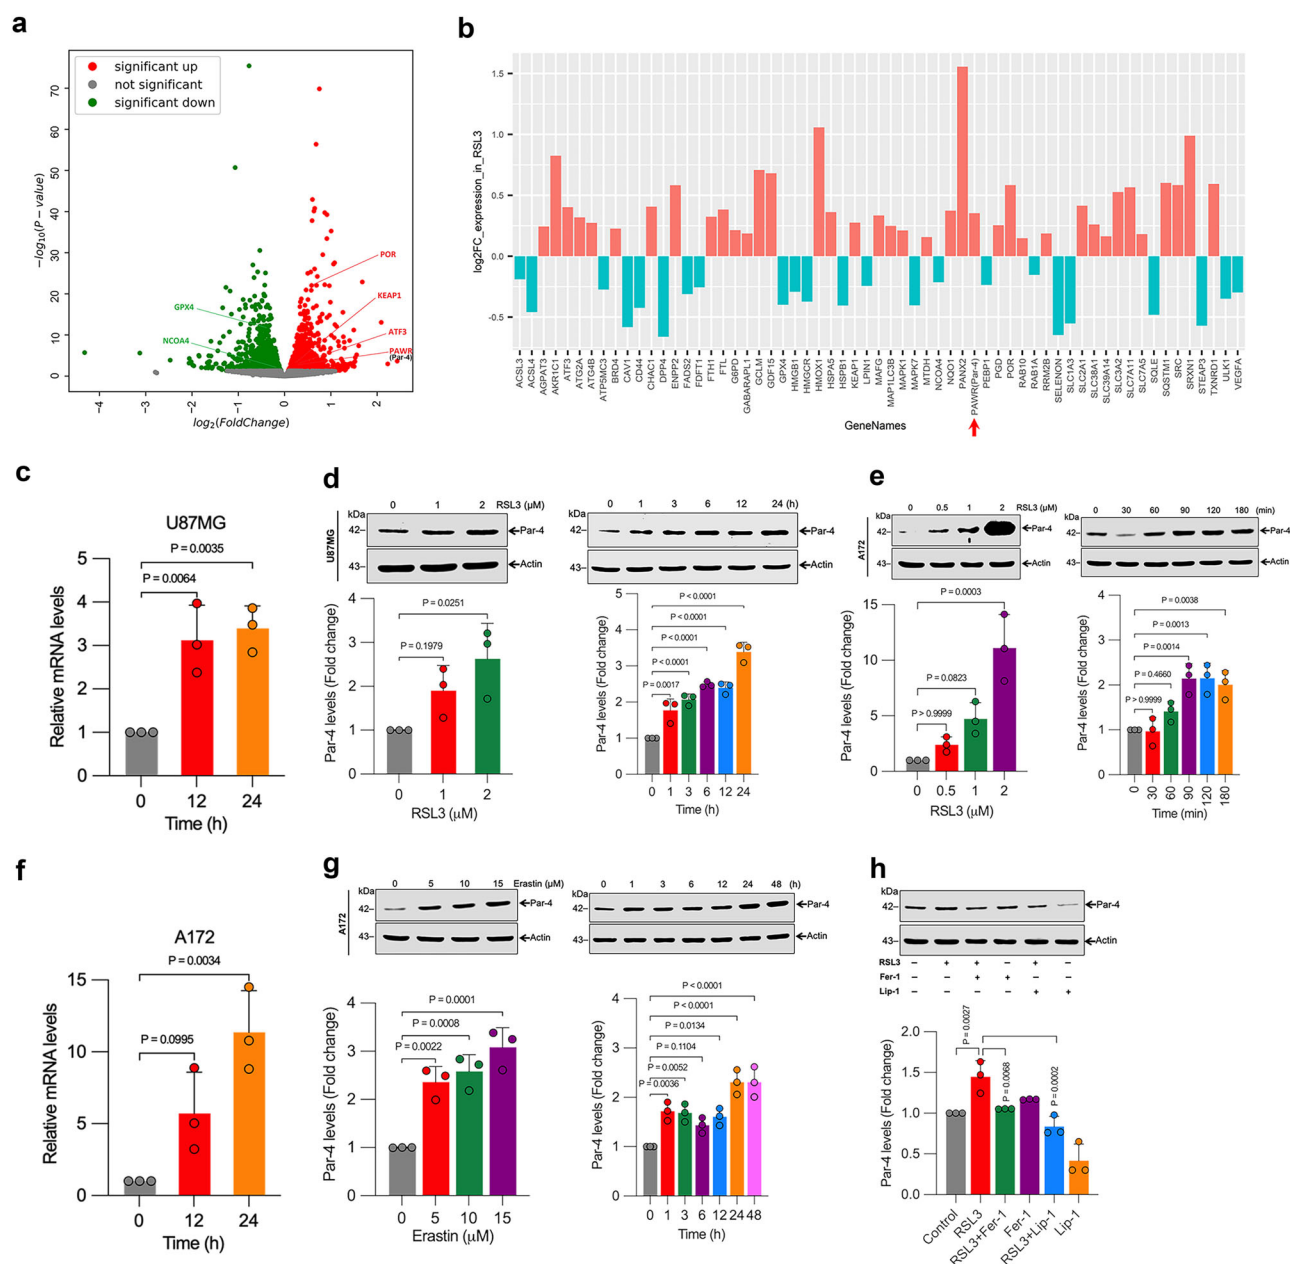 a
significant up
not significant
significant down
−log₁₀(P − value)
70
60
50
40
30
20
10
0
POR
KEAP1
ATF3
PAWR
(Par-4)
GPX4
NCOA4
−4 −3 −2 −1 0 1 2
log₂(FoldChange)
b
log2FC_expression_in_RSL3
1.5
1.0
0.5
0.0
-0.5
ACSL3
ACSL4
AGPAT3
AKR1C1
ATF3
ATG2A
ATG4B
ATP5MC3
BRD4
CAV1
CD44
CHAC1
DPP4
ENPP2
FADS2
FDFT1
FTH1
FTL
G6PD
GABARAPL1
GCLM
GDF15
GPX4
HMGB1
HMGCR
HMOX1
HSPA5
HSPB1
KEAP1
LPIN1
MAFG
MAP1LC3B
MAPK1
MAPK7
MTDH
NCOA4
NQO1
PANX2
PAWR(Par-4)
PEBP1
PGD
POR
RAB10
RAB1A
RRM2B
SELENON
SLC1A3
SLC2A1
SLC38A1
SLC39A14
SLC3A2
SLC7A11
SLC7A5
SQLE
SQSTM1
SRC
SRXN1
STEAP3
TXNRD1
ULK1
VEGFA
GeneNames
c
U87MG
P = 0.0035
P = 0.0064
Relative mRNA levels
5
4
3
2
1
0
0 12 24
Time (h)
d
U87MG
0 1 2 RSL3 (µM)
kDa
42
Par-4
43
Actin
0 1 3 6 12 24 (h)
kDa
42
Par-4
43
Actin
Par-4 levels (Fold change)
4
3
2
1
0
P = 0.0251
P = 0.1979
0 1 2
RSL3 (µM)
Par-4 levels (Fold change)
5
4
3
2
1
0
P < 0.0001
P < 0.0001
P < 0.0001
P < 0.0001
P = 0.0017
0 1 3 6 12 24
Time (h)
e
A172
0 0.5 1 2 RSL3 (µM)
kDa
42
Par-4
43
Actin
0 30 60 90 120 180 (min)
kDa
42
Par-4
43
Actin
Par-4 levels (Fold change)
15
10
5
0
P = 0.0003
P = 0.0823
P > 0.9999
0 0.5 1 2
RSL3 (µM)
Par-4 levels (Fold change)
4
3
2
1
0
P = 0.0038
P = 0.0013
P = 0.0014
P = 0.4660
P > 0.9999
0 30 60 90 120 180
Time (min)
f
A172
P = 0.0034
P = 0.0995
Relative mRNA levels
15
10
5
0
0 12 24
Time (h)
g
A172
0 5 10 15 Erastin (µM)
kDa
42
Par-4
43
Actin
0 1 3 6 12 24 48 (h)
kDa
42
Par-4
43
Actin
Par-4 levels (Fold change)
4
3
2
1
0
P = 0.0001
P = 0.0008
P = 0.0022
0 5 10 15
Erastin (µM)
Par-4 levels (Fold change)
4
3
2
1
0
P < 0.0001
P < 0.0001
P = 0.0134
P = 0.1104
P = 0.0052
P = 0.0036
0 1 3 6 12 24 48
Time (h)
h
kDa
42
Par-4
43
Actin
RSL3 − + + − + −
Fer-1 − − + + − −
Lip-1 − − − − + +
Par-4 levels (Fold change)
2.0
1.5
1.0
0.5
0.0
P = 0.0027
P = 0.0068
P = 0.0002
Control
RSL3
RSL3+Fer-1
Fer-1
RSL3+Lip-1
Lip-1